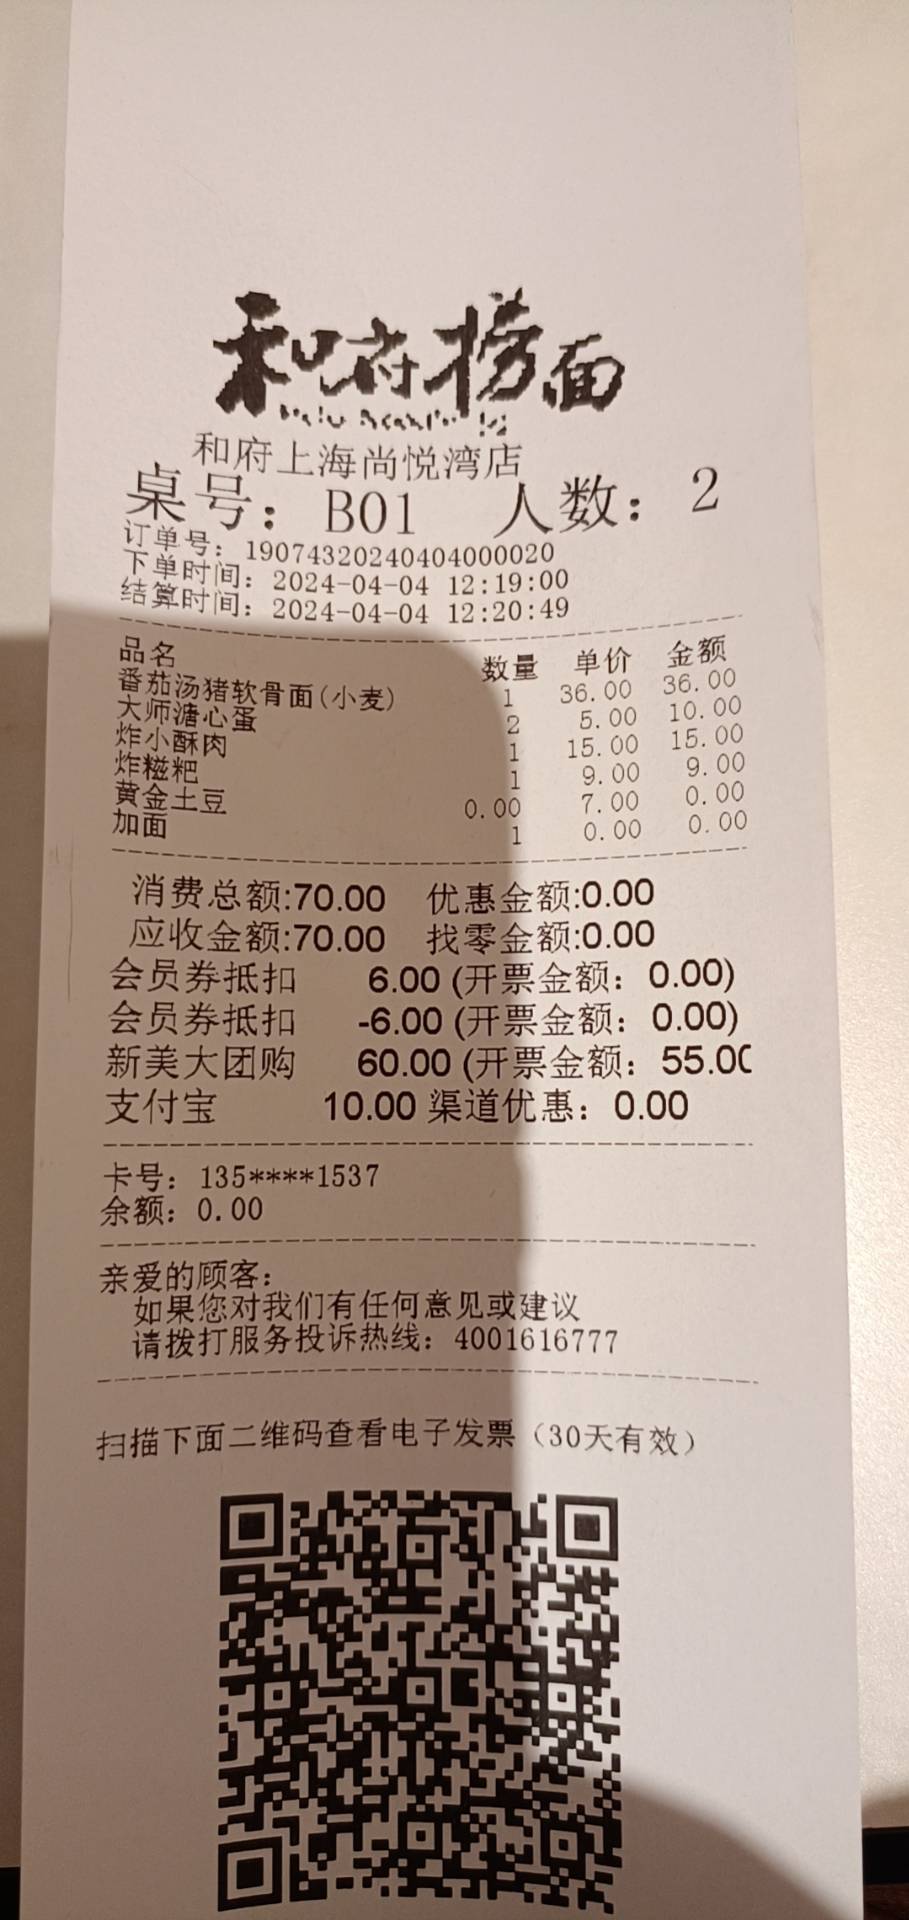 和府捞面
和府上海尚悦湾店
桌号：B01 人数：2
订单号：19074320240404000020
下单时间：2024-04-04 12:19:00
结算时间：2024-04-04 12:20:49
品名 数量 单价 金额
番茄汤猪软骨面(小麦) 1 36.00 36.00
大师溏心蛋 2 5.00 10.00
炸小酥肉 1 15.00 15.00
炸糍粑 1 9.00 9.00
黄金土豆 0.00 7.00 0.00
加面 1 0.00 0.00
消费总额:70.00 优惠金额:0.00
应收金额:70.00 找零金额:0.00
会员券抵扣 6.00 (开票金额：0.00)
会员券抵扣 -6.00 (开票金额：0.00)
新美大团购 60.00 (开票金额：55.00
支付宝 10.00 渠道优惠：0.00
卡号：135****1537
余额：0.00
亲爱的顾客：
如果您对我们有任何意见或建议
请拨打服务投诉热线：4001616777
扫描下面二维码查看电子发票（30天有效）